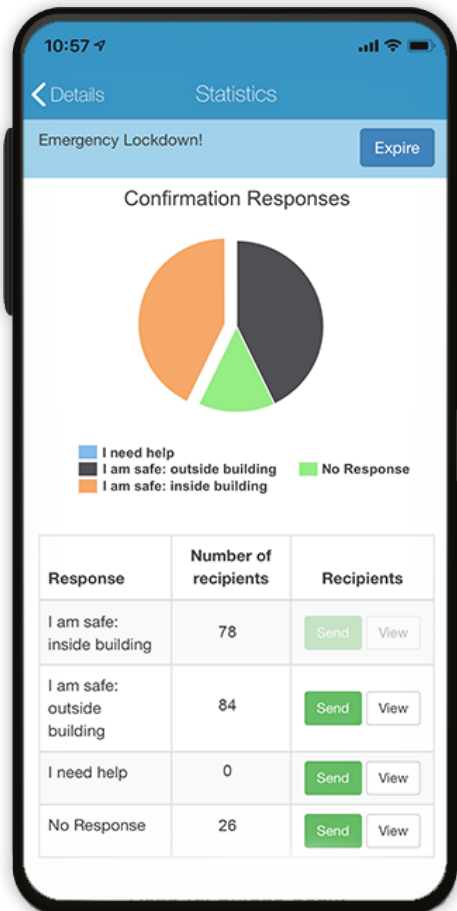 10:57
Details Statistics
Emergency Lockdown! Expire
Confirmation Responses
I need help
I am safe: outside building No Response
I am safe: inside building
Response Number of recipients Recipients
I am safe: inside building 78 Send View
I am safe: outside building 84 Send View
I need help 0 Send View
No Response 26 Send View